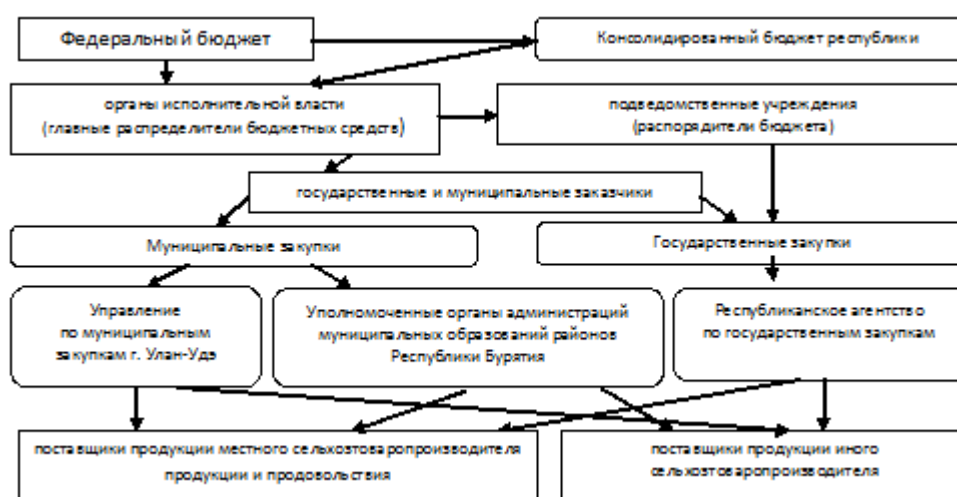 Федеральный бюджет
Консолидированный бюджет республики
органы исполнительной власти
(главные распределители бюджетных средств)
подведомственные учреждения
(распорядители бюджета)
государственные и муниципальные заказчики
Муниципальные закупки
Государственные закупки
Управление
по муниципальным
закупкам г. Улан-Удэ
Уполномоченные органы администраций
муниципальных образований районов
Республики Бурятия
Республиканское агентство
по государственным закупкам
поставщики продукции местного сельхозтоваропроизводителя
продукции и продовольствия
поставщики продукции иного
сельхозтоваропроизводителя